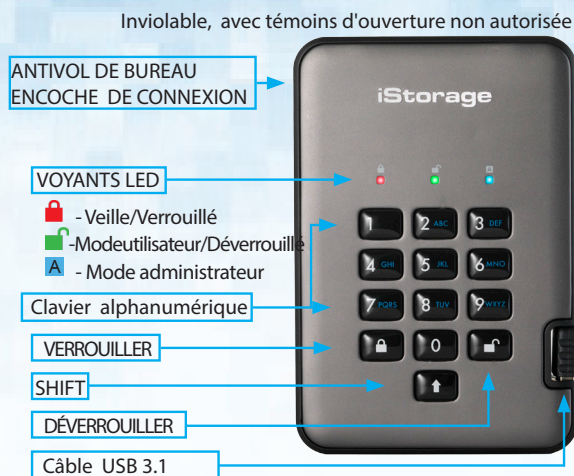 Inviolable, avec témoins d'ouverture non autorisée
ANTIVOL DE BUREAU
ENCOCHE DE CONNEXION
iStorage
A
VOYANTS LED
- Veille/Verrouillé
-Modeutilisateur/Déverrouillé
A - Mode administrateur
Clavier alphanumérique
VERROUILLER
SHIFT
DÉVERROUILLER
Câble USB 3.1
1 2 ABC 3 DEF
4 GHI 5 JKL 6 MNO
7 PQRS 8 TUV 9 WXYZ
0